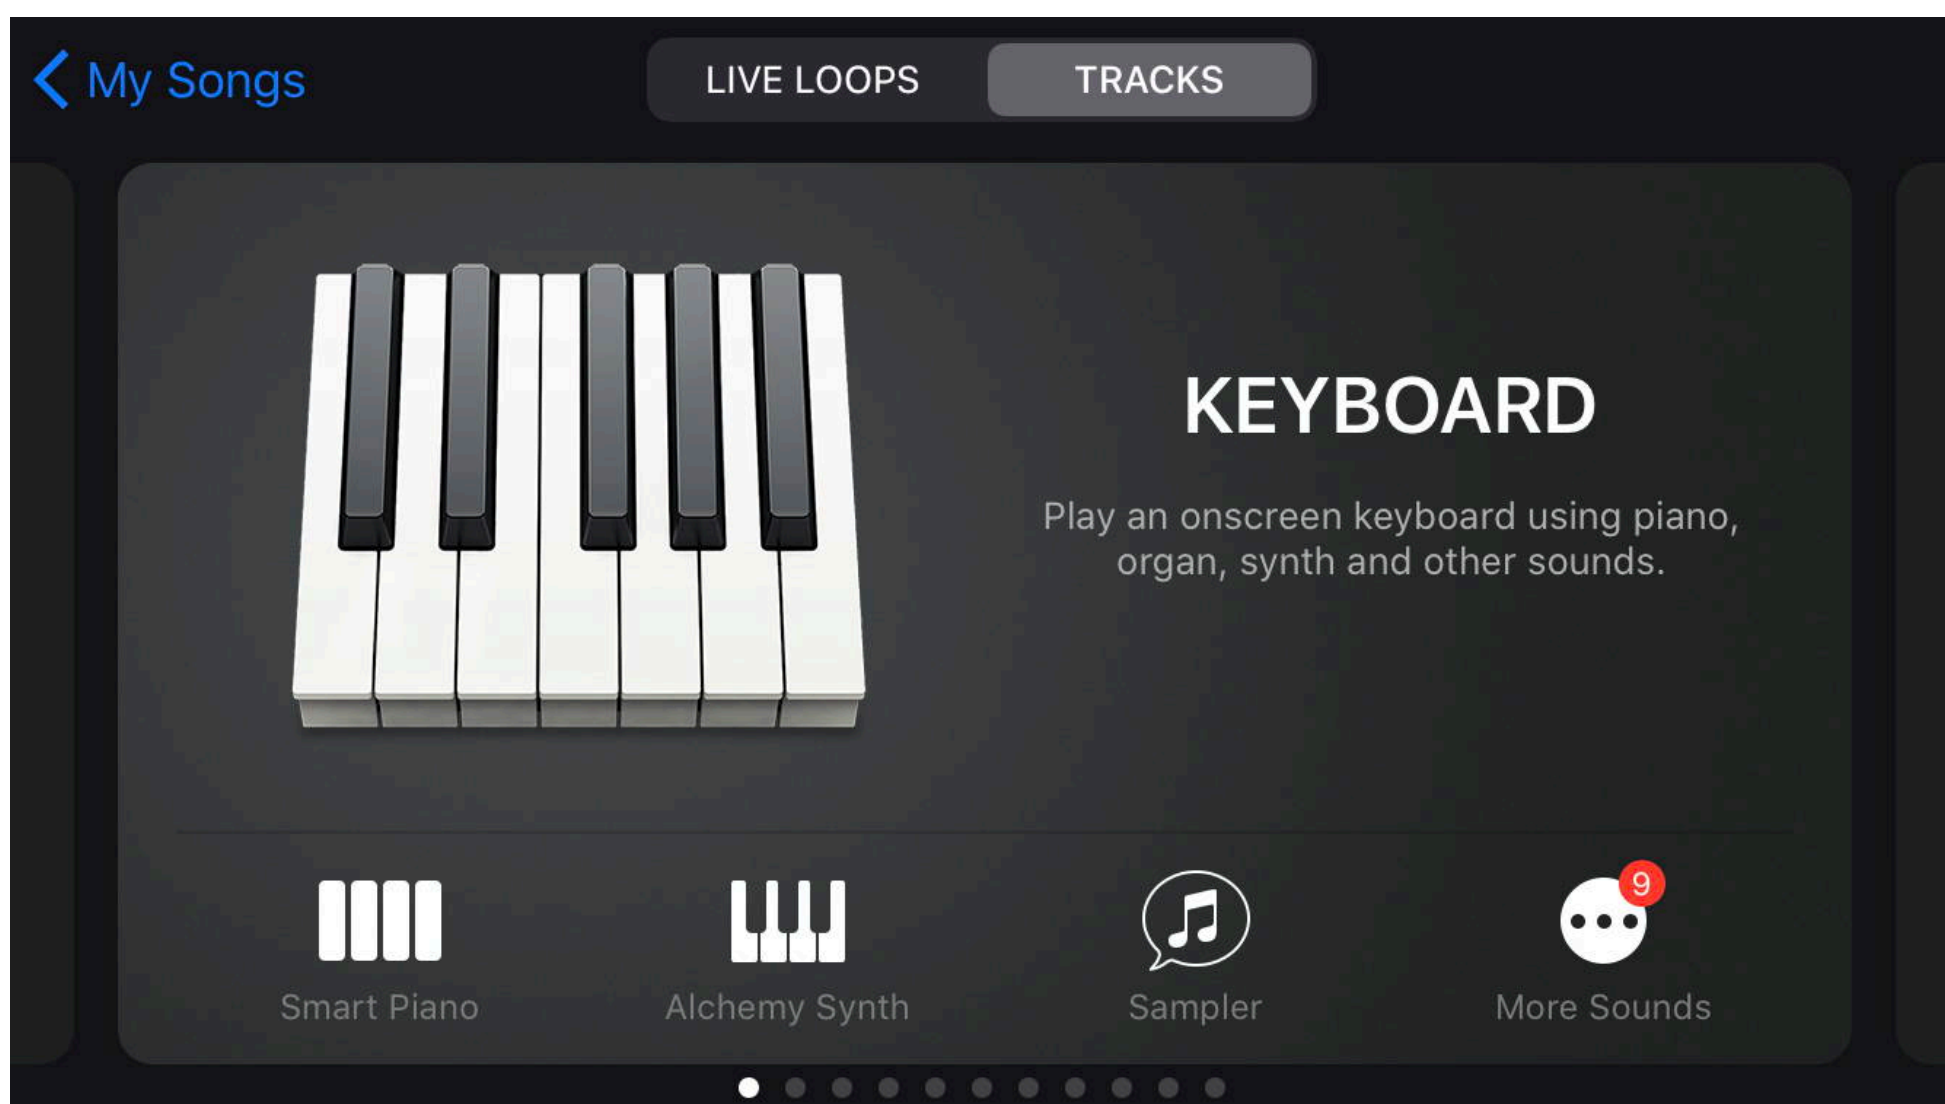 My Songs
LIVE LOOPS
TRACKS
KEYBOARD
Play an onscreen keyboard using piano,
organ, synth and other sounds.
Smart Piano
Alchemy Synth
Sampler
9
More Sounds